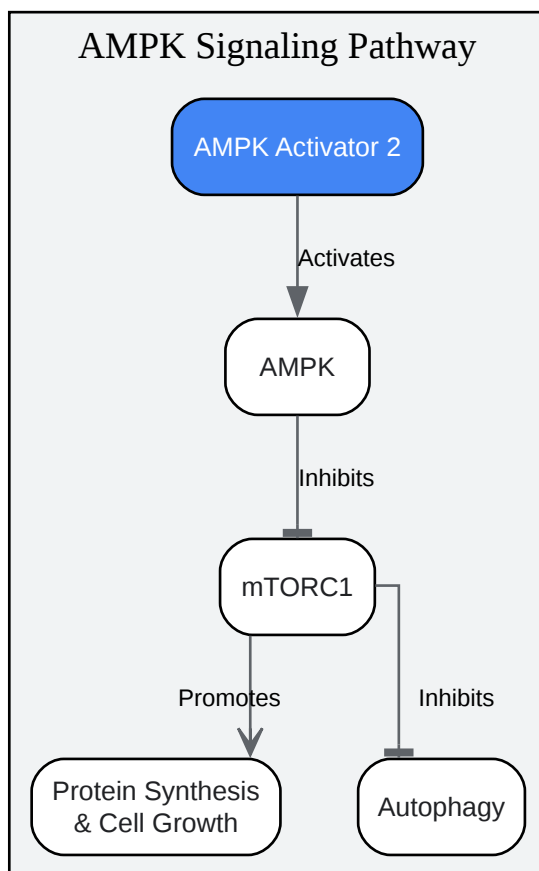 AMPK Signaling Pathway
AMPK Activator 2
Activates
AMPK
Inhibits
mTORC1
Promotes
Inhibits
Protein Synthesis
& Cell Growth
Autophagy